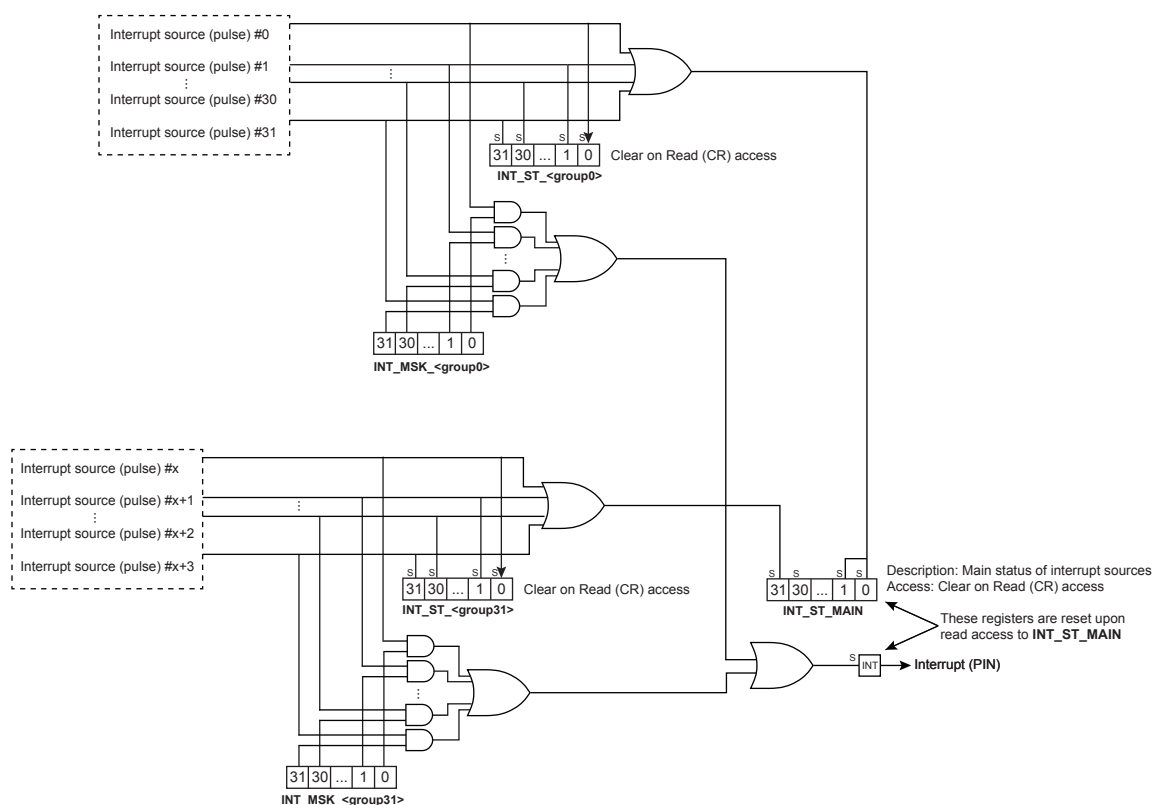 Interrupt source (pulse) #0
Interrupt source (pulse) #1
⋮
Interrupt source (pulse) #30
Interrupt source (pulse) #31
⋮
S S S S
31 30 ... 1 0
Clear on Read (CR) access
INT_ST_<group0>
⋮
31 30 ... 1 0
INT_MSK_<group0>
Interrupt source (pulse) #x
Interrupt source (pulse) #x+1
⋮
Interrupt source (pulse) #x+2
Interrupt source (pulse) #x+3
⋮
S S S S
31 30 ... 1 0
Clear on Read (CR) access
INT_ST_<group31>
S S S S
31 30 ... 1 0
INT_ST_MAIN
Description: Main status of interrupt sources
Access: Clear on Read (CR) access
These registers are reset upon
read access to INT_ST_MAIN
S
INT
Interrupt (PIN)
⋮
31 30 ... 1 0
INT_MSK_<group31>